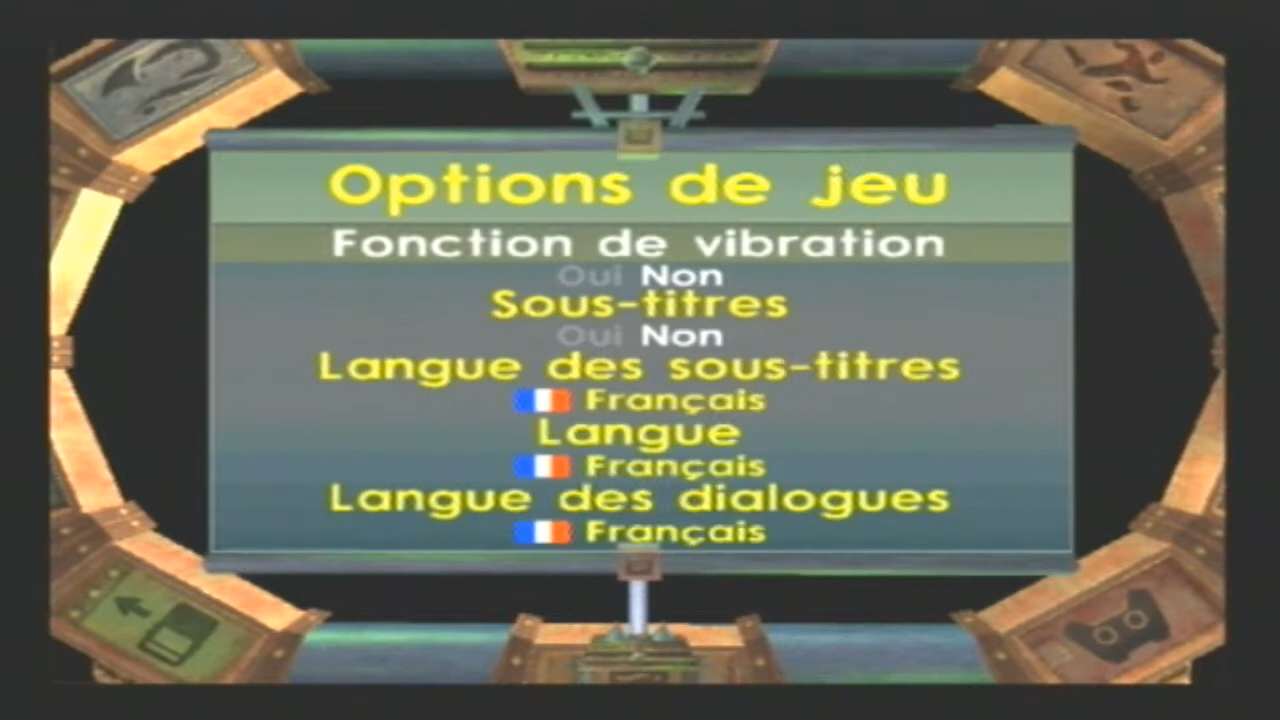 Options de jeu
Fonction de vibration
Oui Non
Sous-titres
Oui Non
Langue des sous-titres
Français
Langue
Français
Langue des dialogues
Français